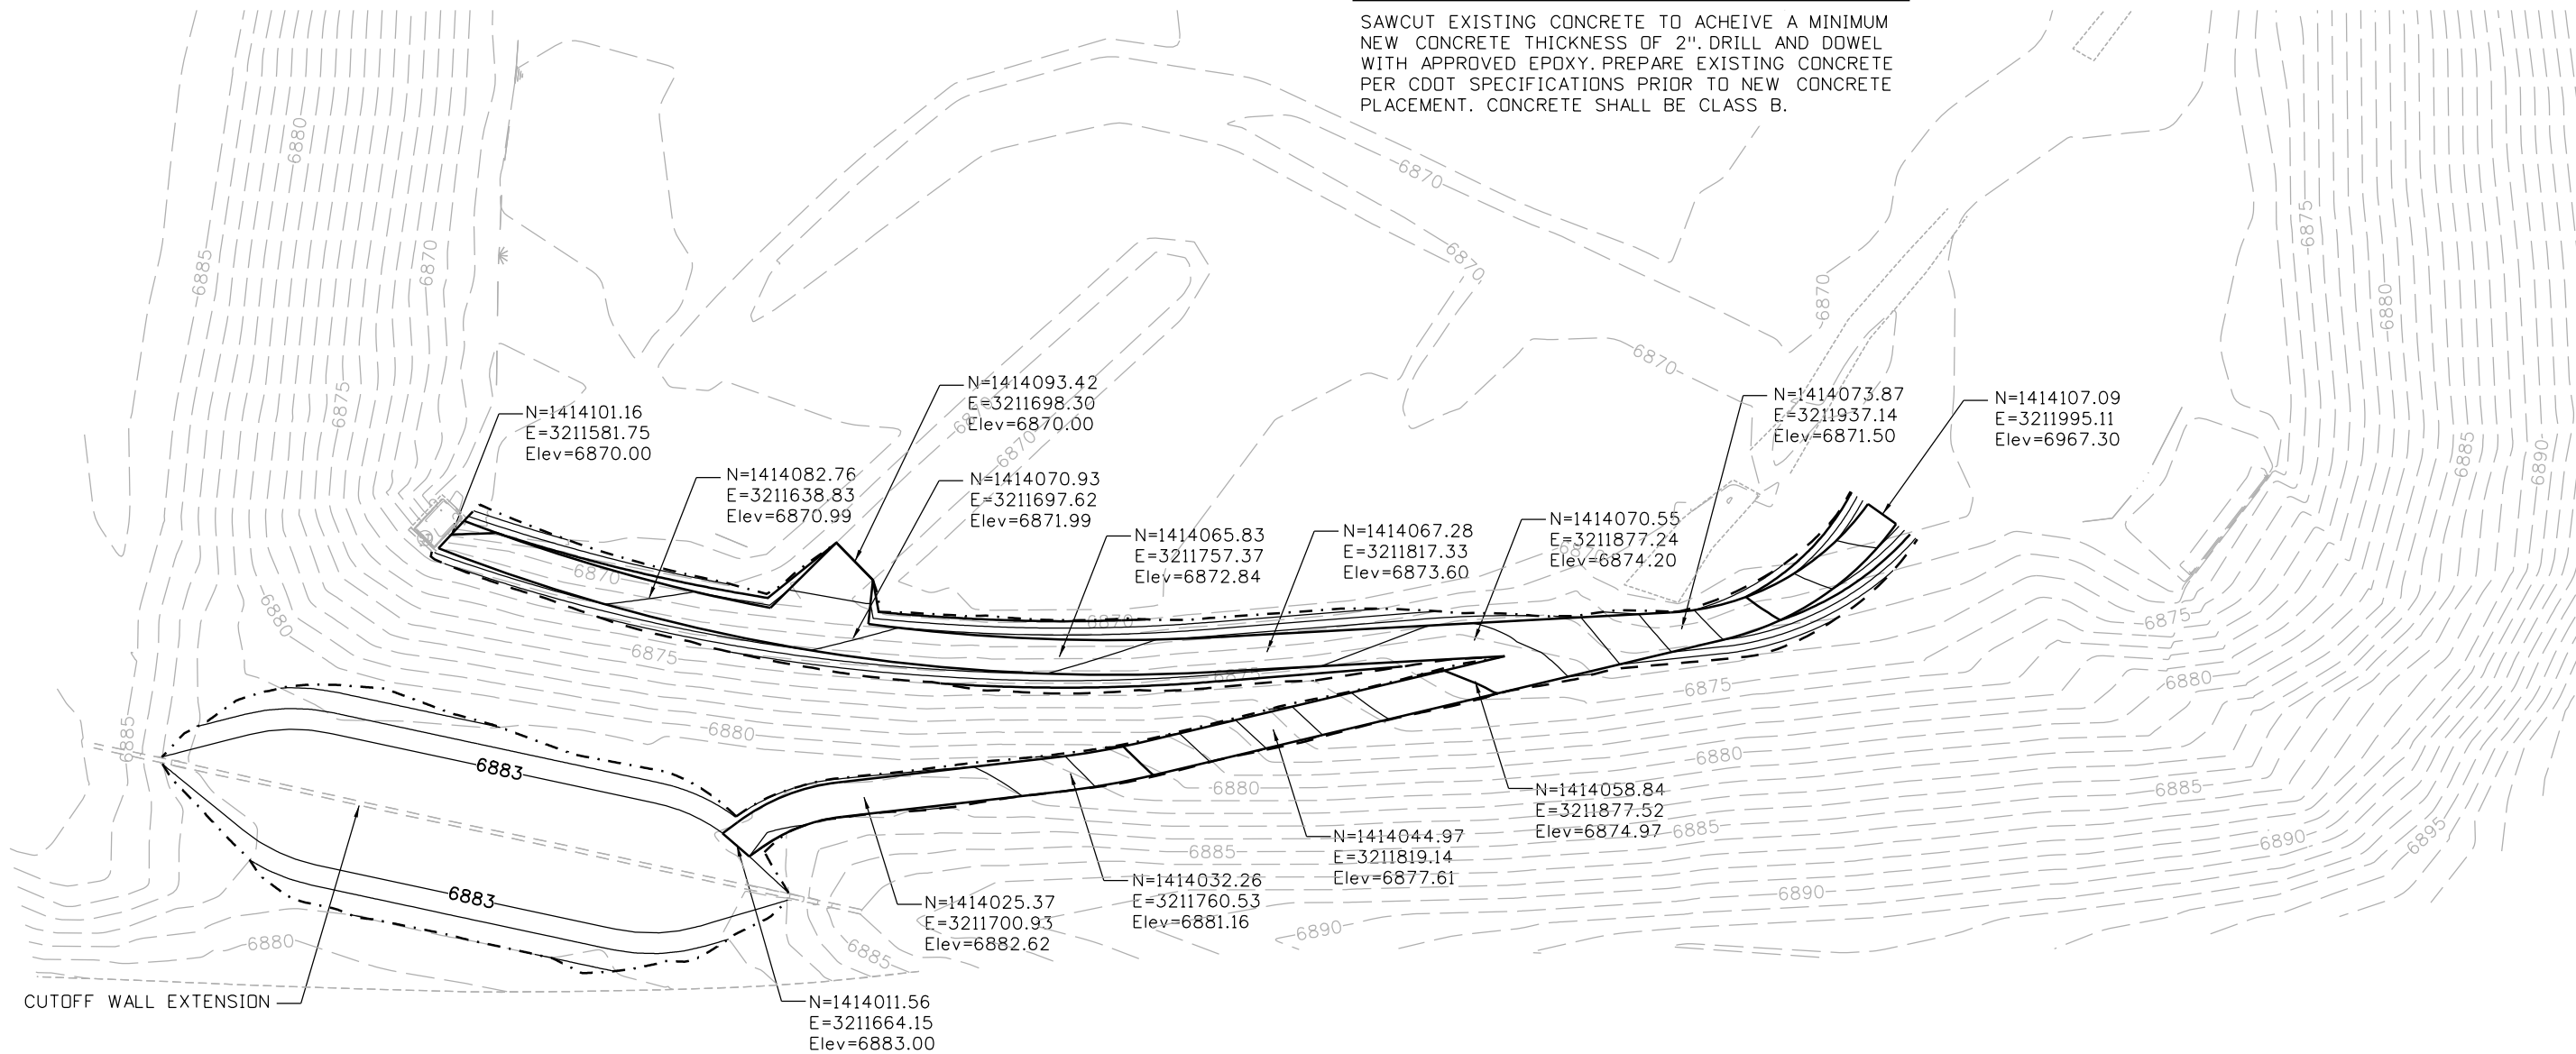 SAWCUT EXISTING CONCRETE TO ACHEIVE A MINIMUM
NEW CONCRETE THICKNESS OF 2". DRILL AND DOWEL
WITH APPROVED EPOXY. PREPARE EXISTING CONCRETE
PER CDOT SPECIFICATIONS PRIOR TO NEW CONCRETE
PLACEMENT. CONCRETE SHALL BE CLASS B.
6880
6885
6870
6875
6870
6870
6870
6870
6875
6880
6885
6890
N=1414101.16
E=3211581.75
Elev=6870.00
N=1414082.76
E=3211638.83
Elev=6870.99
N=1414093.42
E=3211698.30
Elev=6870.00
6870
6870
N=1414070.93
E=3211697.62
Elev=6871.99
N=1414065.83
E=3211757.37
Elev=6872.84
N=1414067.28
E=3211817.33
Elev=6873.60
N=1414070.55
E=3211877.24
Elev=6874.20
6870
N=1414073.87
E=3211937.14
Elev=6871.50
N=1414107.09
E=3211995.11
Elev=6967.30
6870
6870
6880
6875
6875
6875
6875
6880
6885
6880
6880
6880
6883
6883
6885
6885
6885
6890
6890
6890
6895
6880
6885
N=1414058.84
E=3211877.52
Elev=6874.97
N=1414044.97
E=3211819.14
Elev=6877.61
N=1414032.26
E=3211760.53
Elev=6881.16
N=1414025.37
E=3211700.93
Elev=6882.62
N=1414011.56
E=3211664.15
Elev=6883.00
CUTOFF WALL EXTENSION